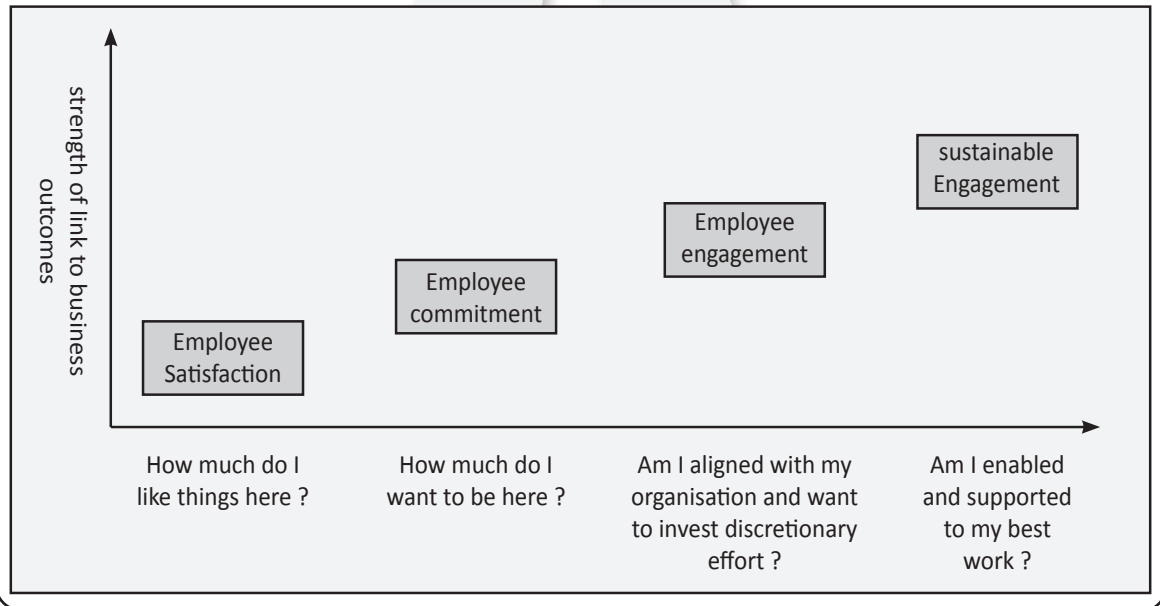 strength of link to business
outcomes
Employee
Satisfaction
Employee
commitment
Employee
engagement
sustainable
Engagement
How much do I
like things here ?
How much do I
want to be here ?
Am I aligned with my
organisation and want
to invest discretionary
effort ?
Am I enabled
and supported
to my best
work ?